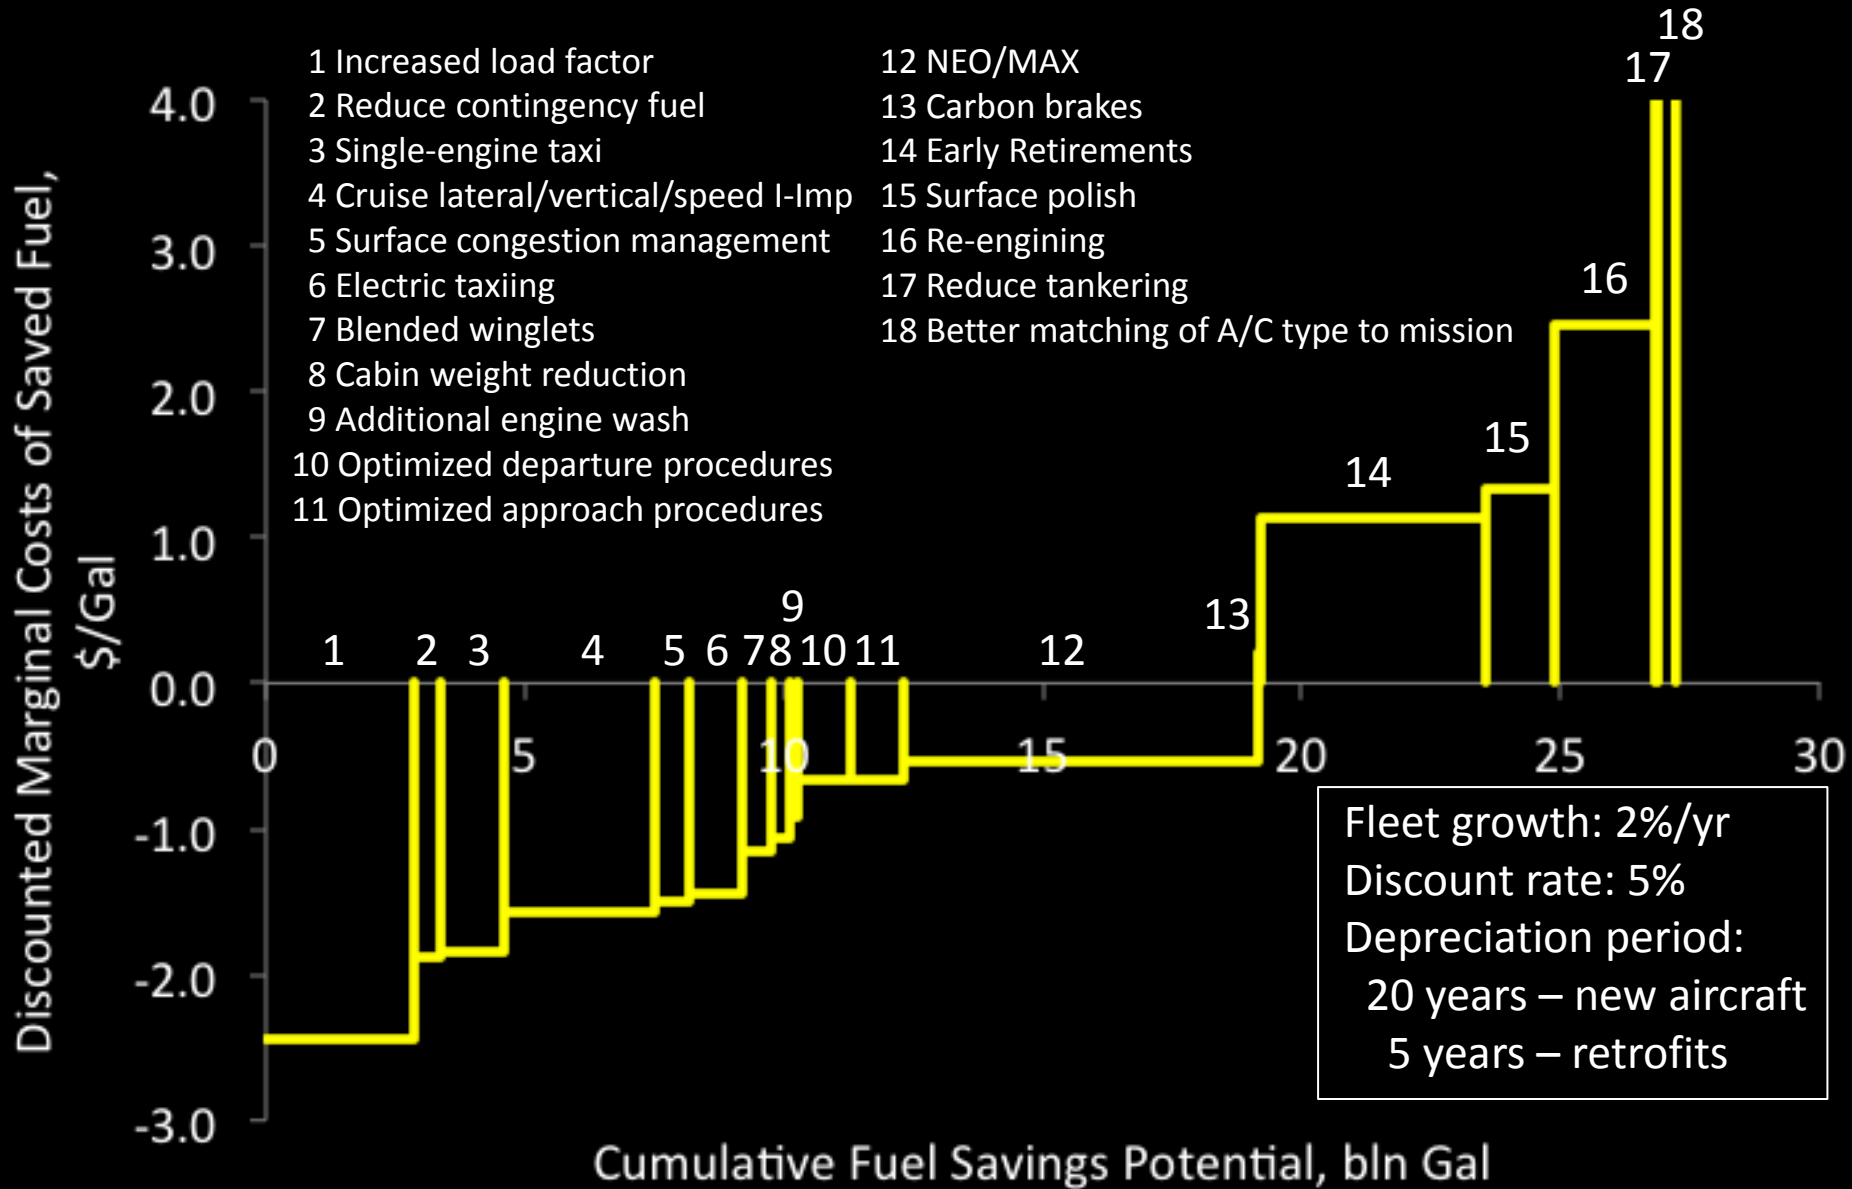 1 Increased load factor
2 Reduce contingency fuel
3 Single-engine taxi
4 Cruise lateral/vertical/speed I-Imp
5 Surface congestion management
6 Electric taxiing
7 Blended winglets
8 Cabin weight reduction
9 Additional engine wash
10 Optimized departure procedures
11 Optimized approach procedures
12 NEO/MAX
13 Carbon brakes
14 Early Retirements
15 Surface polish
16 Re-engining
17 Reduce tankering
18 Better matching of A/C type to mission
Discounted Marginal Costs of Saved Fuel,
$/Gal
4.0
3.0
2.0
1.0
0.0
-1.0
-2.0
-3.0
1
2
3
4
5
6
7
8
9
10
11
12
13
14
15
16
17
18
0
5
10
15
20
25
30
Cumulative Fuel Savings Potential, bln Gal
Fleet growth: 2%/yr
Discount rate: 5%
Depreciation period:
20 years – new aircraft
5 years – retrofits